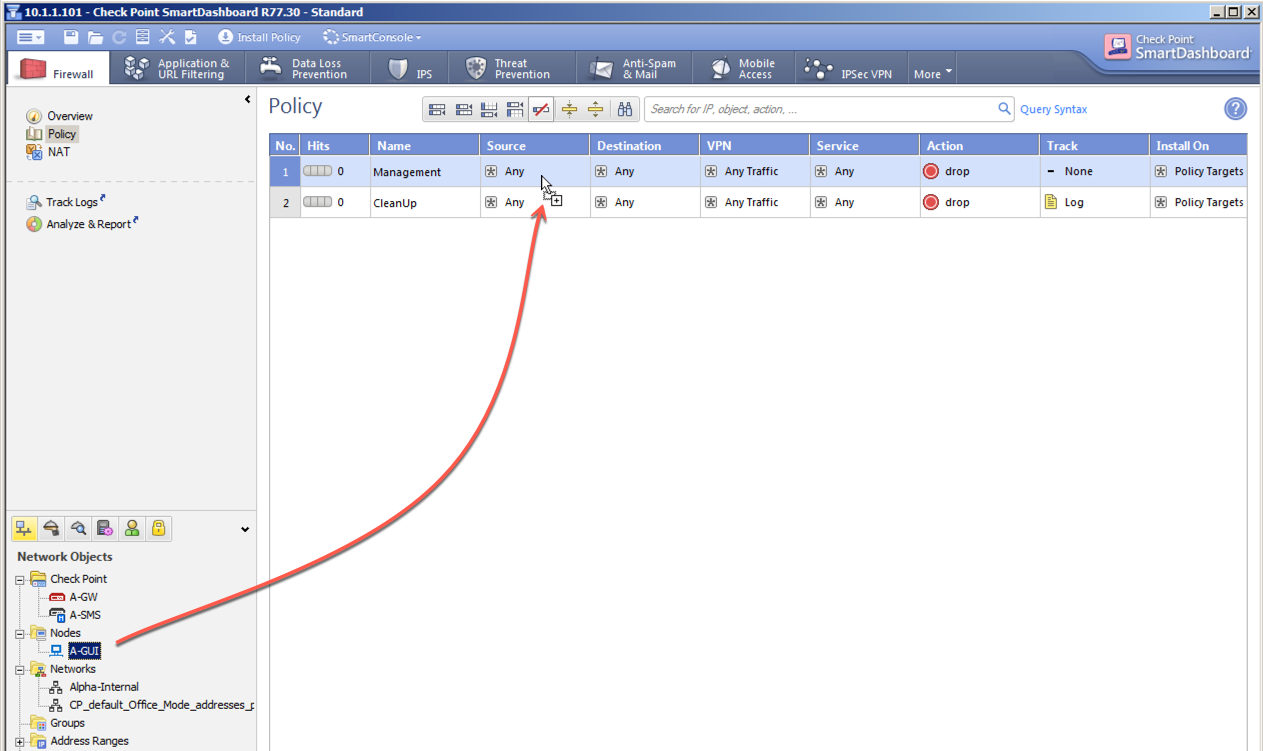 10.1.1.101 - Check Point SmartDashboard R77.30 - Standard
Install Policy SmartConsole
Check Point
SmartDashboard
Firewall
Application &
URL Filtering
Data Loss
Prevention
IPS
Threat
Prevention
Anti-Spam
& Mail
Mobile
Access
IPSec VPN
More
Overview
Policy
NAT
Track Logs
Analyze & Report
Policy
Search for IP, object, action, ...
Query Syntax
No. Hits Name Source Destination VPN Service Action Track Install On
1 0 Management Any Any Any Traffic Any drop None Policy Targets
2 0 CleanUp Any Any Any Traffic Any drop Log Policy Targets
Network Objects
Check Point
A-GW
A-SMS
Nodes
A-GUI
Networks
Alpha-Internal
CP_default_Office_Mode_addresses_p
Groups
Address Ranges